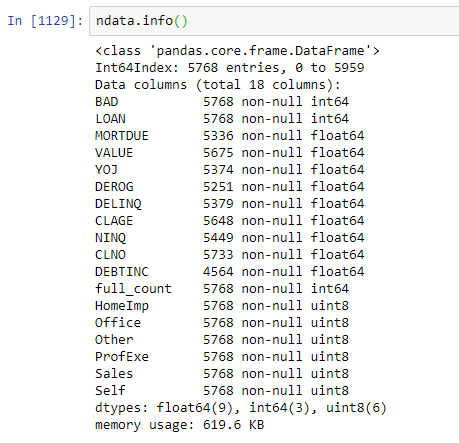 In [1129]: ndata.info()
<class 'pandas.core.frame.DataFrame'>
Int64Index: 5768 entries, 0 to 5959
Data columns (total 18 columns):
BAD           5768 non-null int64
LOAN          5768 non-null int64
MORTDUE       5336 non-null float64
VALUE         5675 non-null float64
YOJ           5374 non-null float64
DEROG         5251 non-null float64
DELINQ        5379 non-null float64
CLAGE         5648 non-null float64
NINQ          5449 non-null float64
CLNO          5733 non-null float64
DEBTINC       4564 non-null float64
full_count    5768 non-null int64
HomeImp       5768 non-null uint8
Office        5768 non-null uint8
Other         5768 non-null uint8
ProfExe       5768 non-null uint8
Sales         5768 non-null uint8
Self          5768 non-null uint8
dtypes: float64(9), int64(3), uint8(6)
memory usage: 619.6 KB